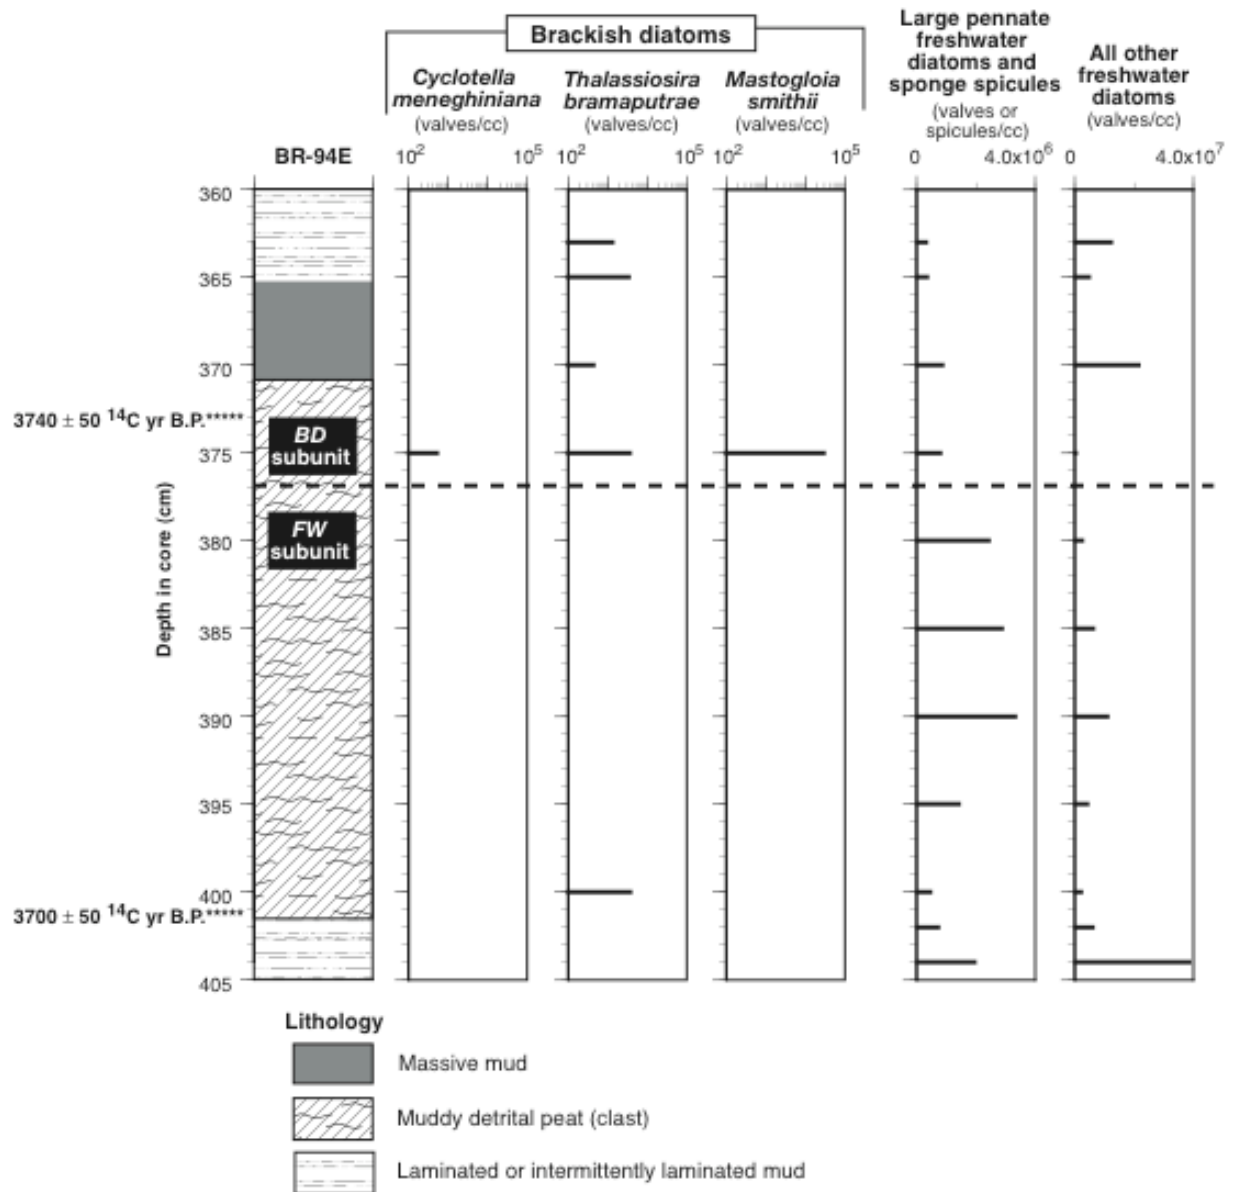 Brackish diatoms
Cyclotella
meneghiniana
(valves/cc)
10² 10⁵
Thalassiosira
bramaputrae
(valves/cc)
10² 10⁵
Mastogloia
smithii
(valves/cc)
10² 10⁵
Large pennate
freshwater
diatoms and
sponge spicules
(valves or
spicules/cc)
0 4.0x10⁶
All other
freshwater
diatoms
(valves/cc)
0 4.0x10⁷
BR-94E
Depth in core (cm)
360
365
370
3740 ± 50 ¹⁴C yr B.P.*****
BD
subunit
375
FW
subunit
380
385
390
395
400
3700 ± 50 ¹⁴C yr B.P.*****
405
Lithology
Massive mud
Muddy detrital peat (clast)
Laminated or intermittently laminated mud